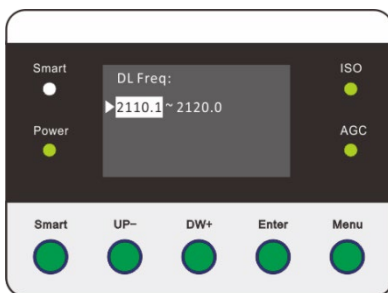 Smart
ISO
DL Freq:
2110.1 ~ 2120.0
Power
AGC
Smart UP− DW+ Enter Menu